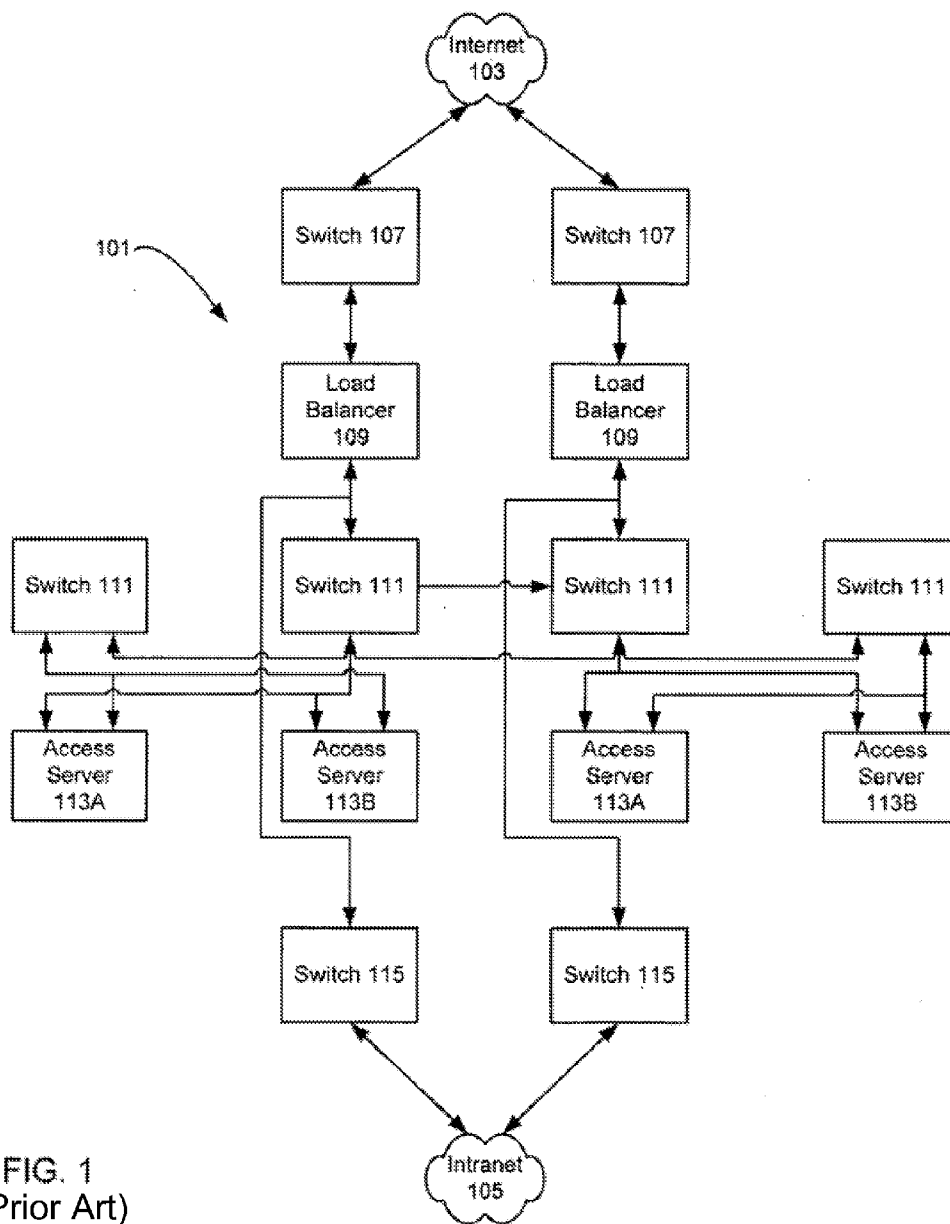 Internet
103
Switch 107
Switch 107
101
Load
Balancer
109
Load
Balancer
109
Switch 111
Switch 111
Switch 111
Switch 111
Access
Server
113A
Access
Server
113B
Access
Server
113A
Access
Server
113B
Switch 115
Switch 115
Intranet
105
FIG. 1
Prior Art)